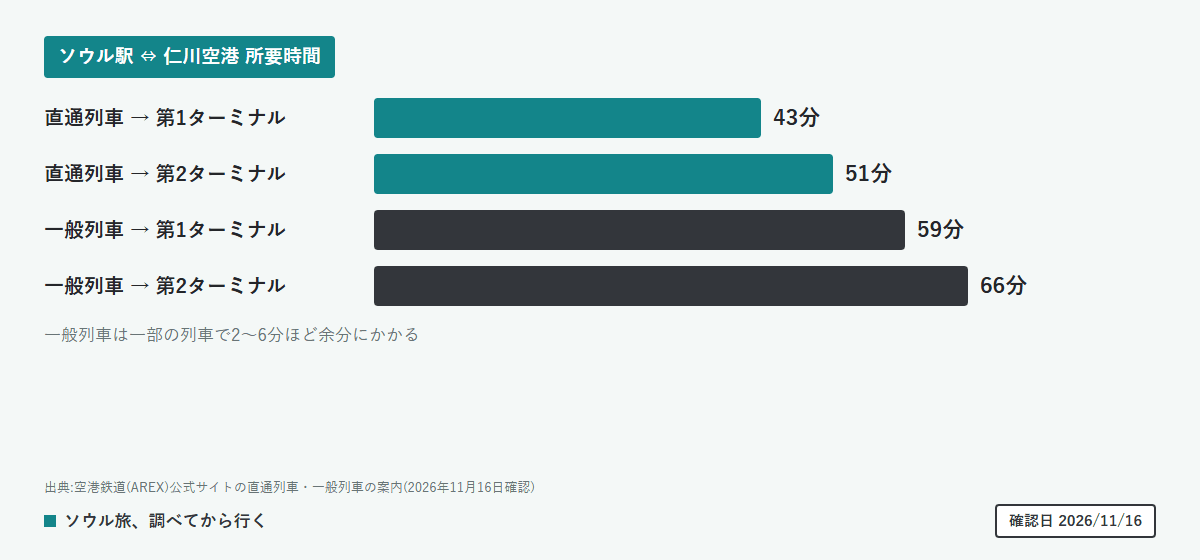 ソウル駅 ⇔ 仁川空港 所要時間
直通列車 → 第1ターミナル 43分
直通列車 → 第2ターミナル 51分
一般列車 → 第1ターミナル 59分
一般列車 → 第2ターミナル 66分
一般列車は一部の列車で2〜6分ほど余分にかかる
出典:空港鉄道(AREX)公式サイトの直通列車・一般列車の案内(2026年11月16日確認)
ソウル旅、調べてから行く
確認日 2026/11/16